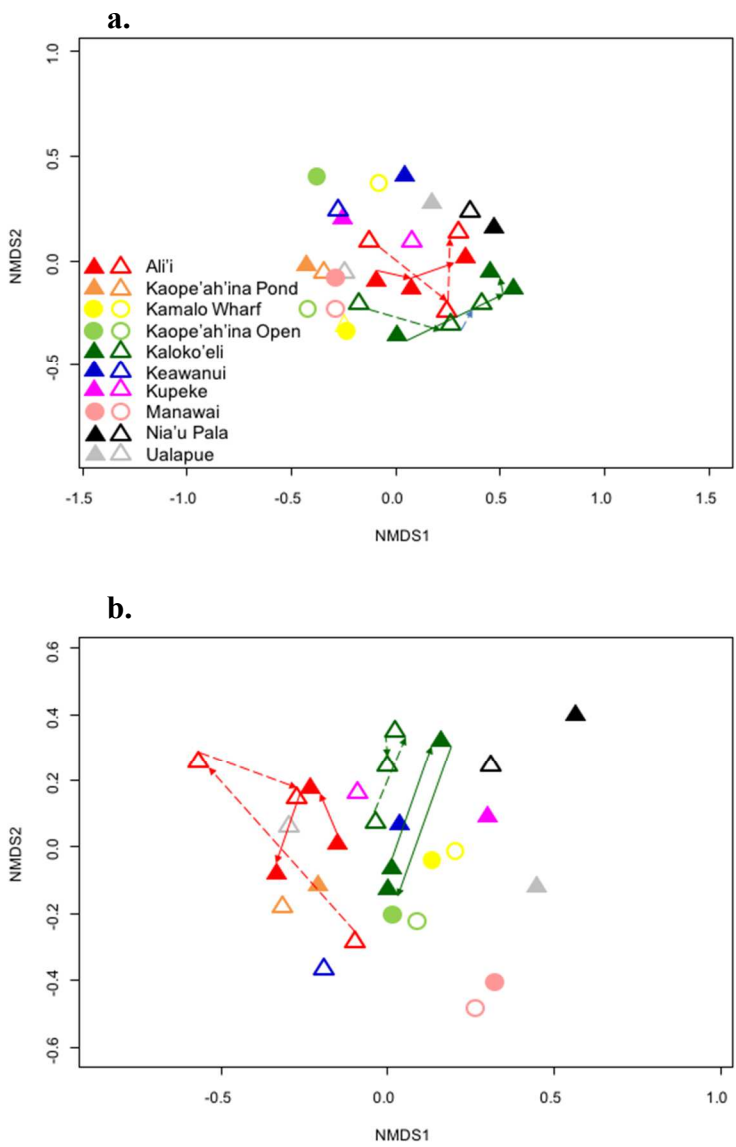 a.
1.0
0.5
0.0
-0.5
NMDS2
Ali'i
Kaope'ah'ina Pond
Kamalo Wharf
Kaope'ah'ina Open
Kaloko'eli
Keawanui
Kupeke
Manawai
Nia'u Pala
Ualapue
-1.5 -1.0 -0.5 0.0 0.5 1.0 1.5
NMDS1
b.
0.6
0.4
0.2
0.0
-0.2
-0.4
-0.6
NMDS2
-0.5 0.0 0.5 1.0
NMDS1